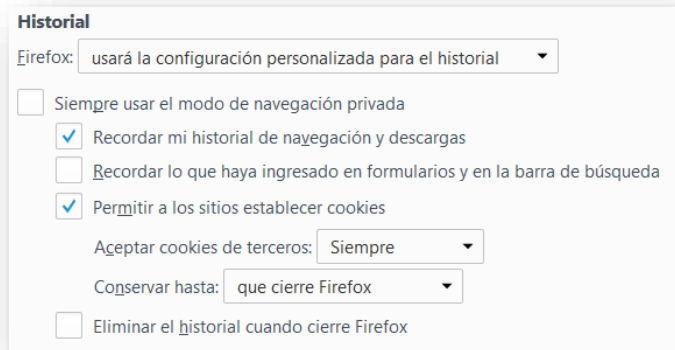 Historial
Firefox: usará la configuración personalizada para el historial
Siempre usar el modo de navegación privada
Recordar mi historial de navegación y descargas
Recordar lo que haya ingresado en formularios y en la barra de búsqueda
Permitir a los sitios establecer cookies
Aceptar cookies de terceros: Siempre
Conservar hasta: que cierre Firefox
Eliminar el historial cuando cierre Firefox